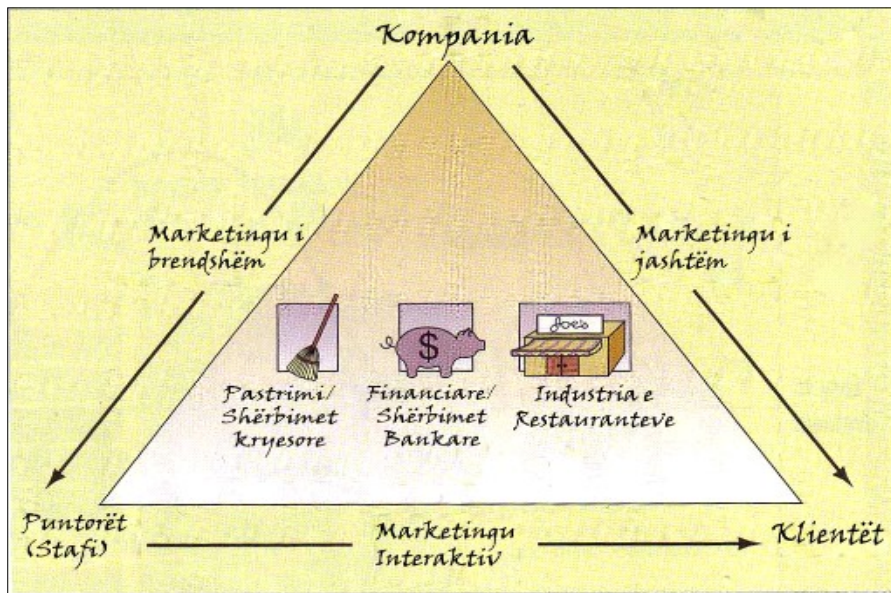 Kompania
Marketingu i
brendshëm
Marketingu i
jashtëm
$
Joe's
Pastrimi/
Shërbimet
kryesore
Financiare/
Shërbimet
Bankare
Industria e
Restauranteve
Puntorët
(Stafi)
Marketingu
Interaktiv
Klientët